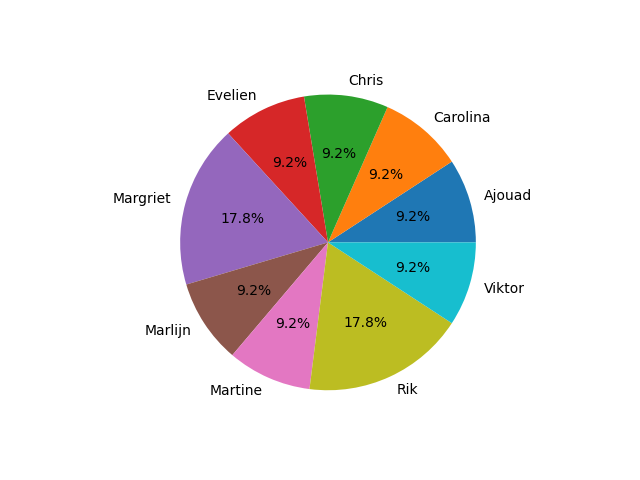 Chris
Evelien
Carolina
9.2%
9.2%
9.2%
Ajouad
Margriet
9.2%
17.8%
9.2%
Viktor
9.2%
17.8%
9.2%
Marlijn
Martine
Rik